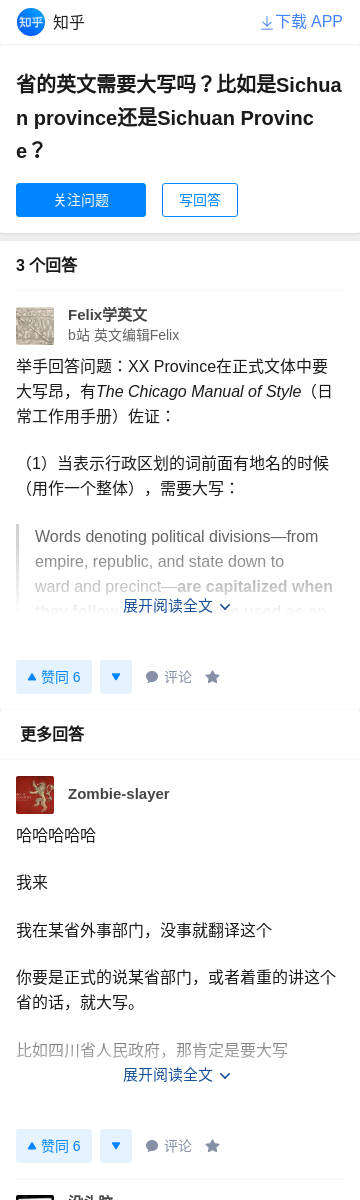 知乎 知乎 下载 APP
省的英文需要大写吗？比如是Sichua
n province还是Sichuan Provinc
e？
关注问题 写回答
3 个回答
Felix学英文
b站 英文编辑Felix
举手回答问题：XX Province在正式文体中要
大写昂，有The Chicago Manual of Style（日
常工作用手册）佐证：
（1）当表示行政区划的词前面有地名的时候
（用作一个整体），需要大写：
Words denoting political divisions—from
empire, republic, and state down to
ward and precinct—are capitalized when
they follow
展开阅读全文
used as an
赞同 6 评论
更多回答
Zombie-slayer
哈哈哈哈哈
我来
我在某省外事部门，没事就翻译这个
你要是正式的说某省部门，或者着重的讲这个
省的话，就大写。
比如四川省人民政府，那肯定是要大写
展开阅读全文
赞同 6 评论